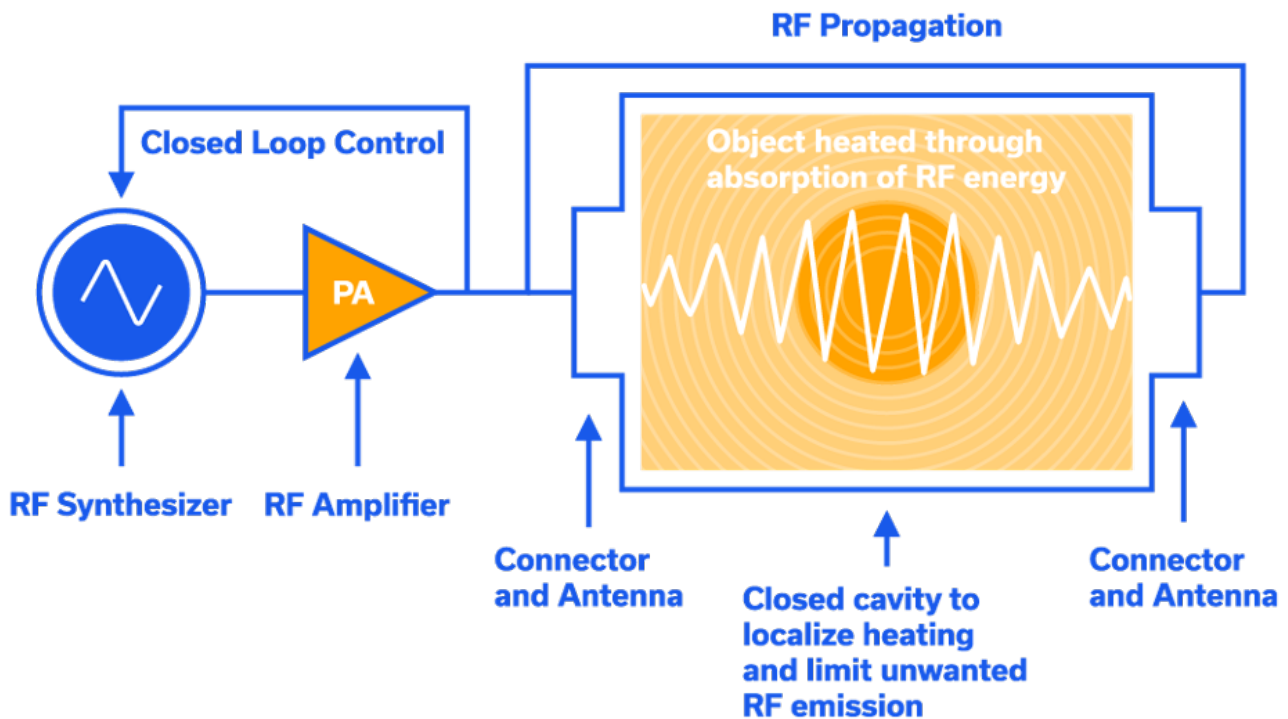 RF Propagation
Closed Loop Control
Object heated through
absorption of RF energy
PA
RF Synthesizer
RF Amplifier
Connector
and Antenna
Closed cavity to
localize heating
and limit unwanted
RF emission
Connector
and Antenna